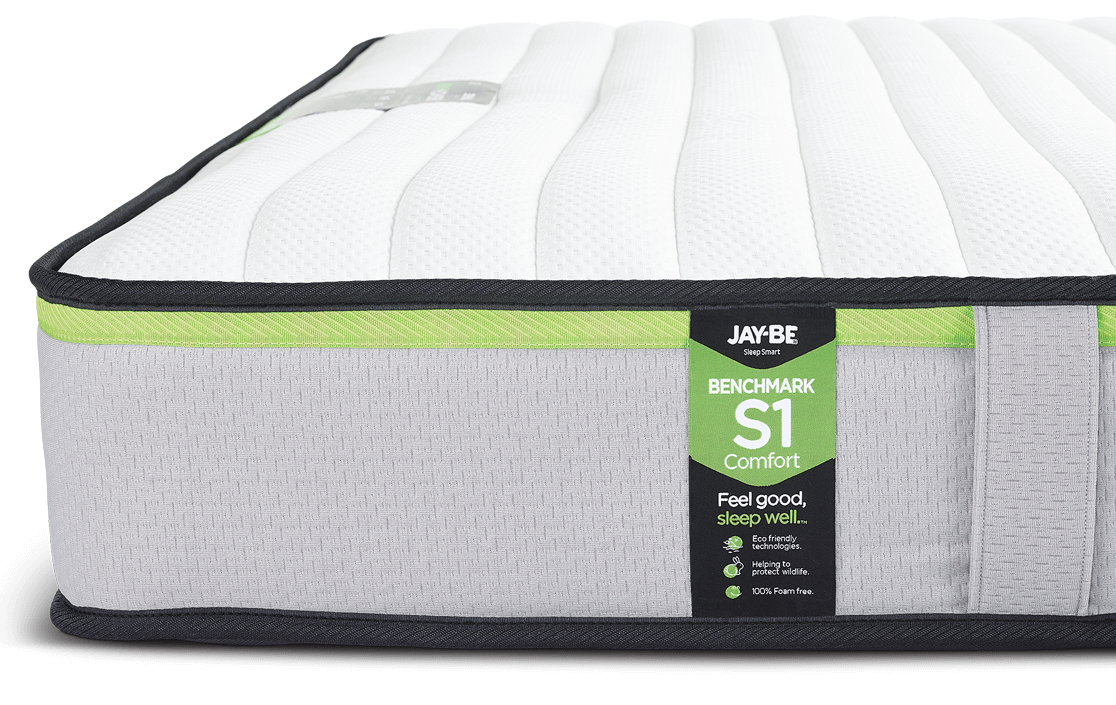 JAY-BE
Sleep Smart
BENCHMARK
S1
Comfort
Feel good,
sleep well.™
Eco friendly
technologies.
Helping to
protect wildlife.
100% Foam free.